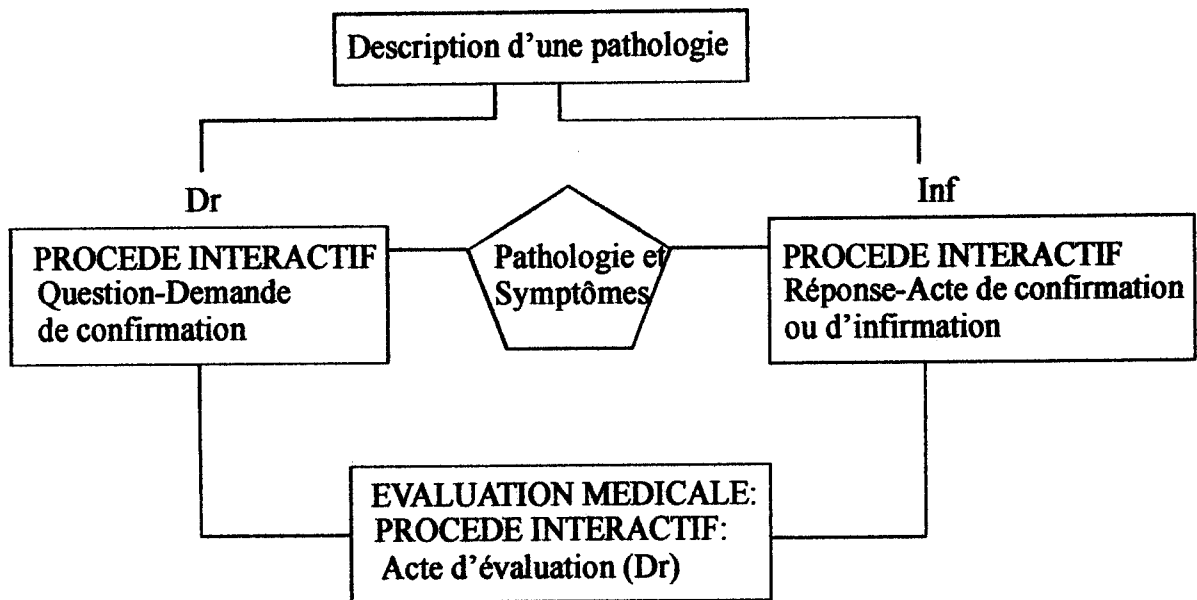 Description d'une pathologie
Dr
Inf
PROCEDE INTERACTIF
Question-Demande
de confirmation
Pathologie et
Symptômes
PROCEDE INTERACTIF
Réponse-Acte de confirmation
ou d'infirmation
EVALUATION MEDICALE:
PROCEDE INTERACTIF:
Acte d'évaluation (Dr)